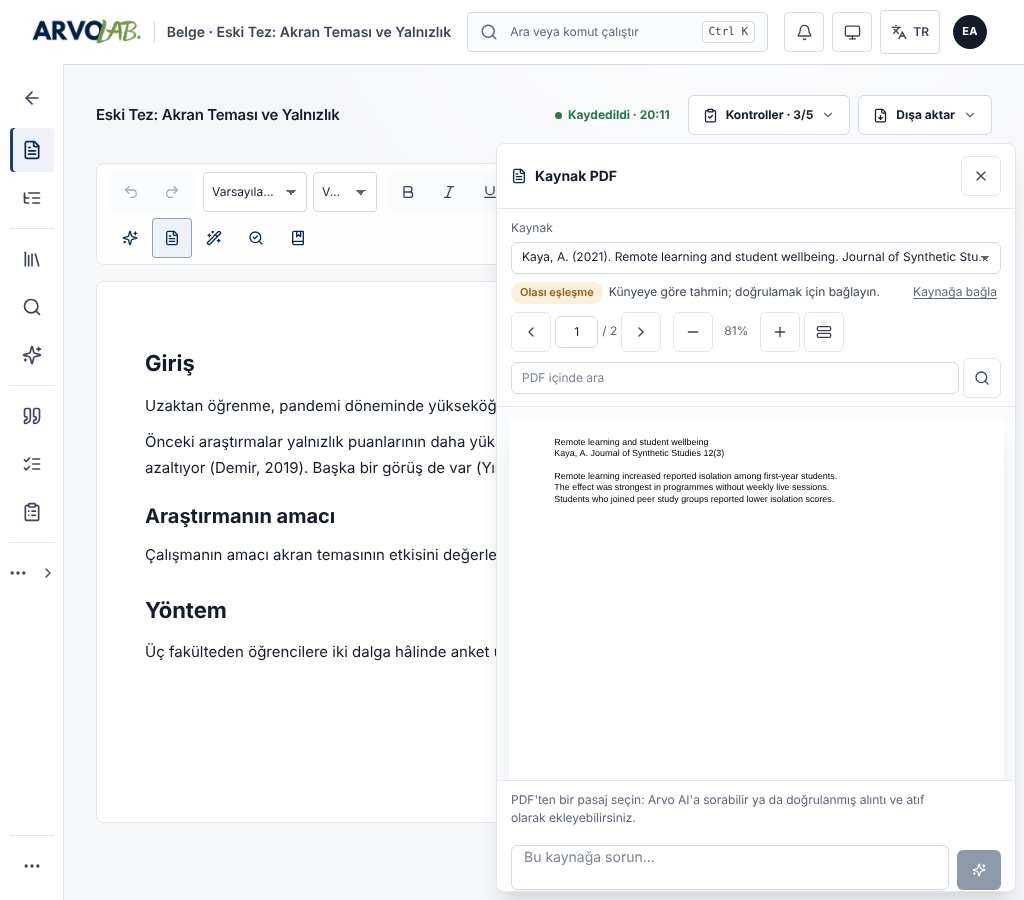 ARVOLAB.
Belge · Eski Tez: Akran Teması ve Yalnızlık
Ara veya komut çalıştır
Ctrl K
TR
EA
Eski Tez: Akran Teması ve Yalnızlık
Kaydedildi · 20:11
Kontroller · 3/5
Dışa aktar
Varsayıla...
V...
B
I
U
Giriş
Uzaktan öğrenme, pandemi döneminde yükseköğ
Önceki araştırmalar yalnızlık puanlarının daha yük
azaltıyor (Demir, 2019). Başka bir görüş de var (Yı
Araştırmanın amacı
Çalışmanın amacı akran temasının etkisini değerle
Yöntem
Üç fakülteden öğrencilere iki dalga hâlinde anket
Kaynak PDF
Kaynak
Kaya, A. (2021). Remote learning and student wellbeing. Journal of Synthetic Stu...
Olası eşleşme
Künyeye göre tahmin; doğrulamak için bağlayın.
Kaynağa bağla
1
/ 2
81%
PDF içinde ara
Remote learning and student wellbeing
Kaya, A. Journal of Synthetic Studies 12(3)
Remote learning increased reported isolation among first-year students.
The effect was strongest in programmes without weekly live sessions.
Students who joined peer study groups reported lower isolation scores.
PDF'ten bir pasaj seçin: Arvo AI'a sorabilir ya da doğrulanmış alıntı ve atıf
olarak ekleyebilirsiniz.
Bu kaynağa sorun...